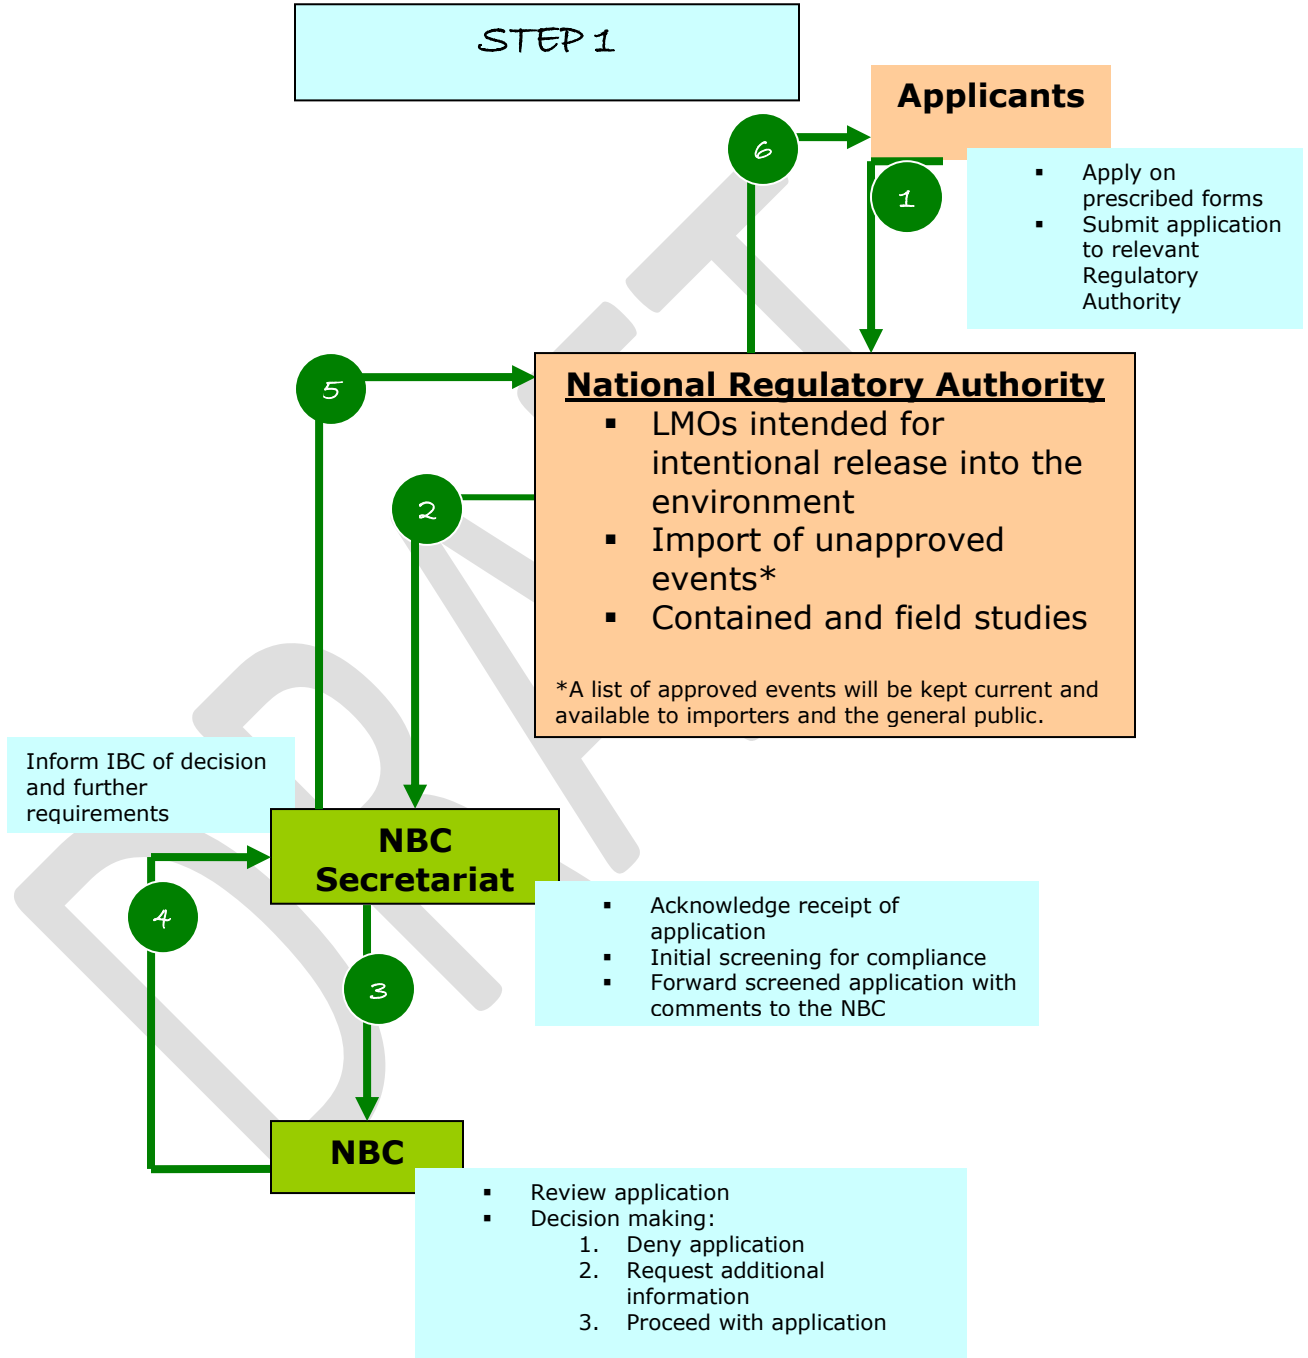 STEP 1
Applicants
6
1
▪ Apply on
prescribed forms
▪ Submit application
to relevant
Regulatory
Authority
5
National Regulatory Authority
▪ LMOs intended for
intentional release into the
environment
▪ Import of unapproved
events*
▪ Contained and field studies
*A list of approved events will be kept current and
available to importers and the general public.
2
Inform IBC of decision
and further
requirements
NBC
Secretariat
4
▪ Acknowledge receipt of
application
▪ Initial screening for compliance
▪ Forward screened application with
comments to the NBC
3
NBC
▪ Review application
▪ Decision making:
1. Deny application
2. Request additional
information
3. Proceed with application
DRAFT